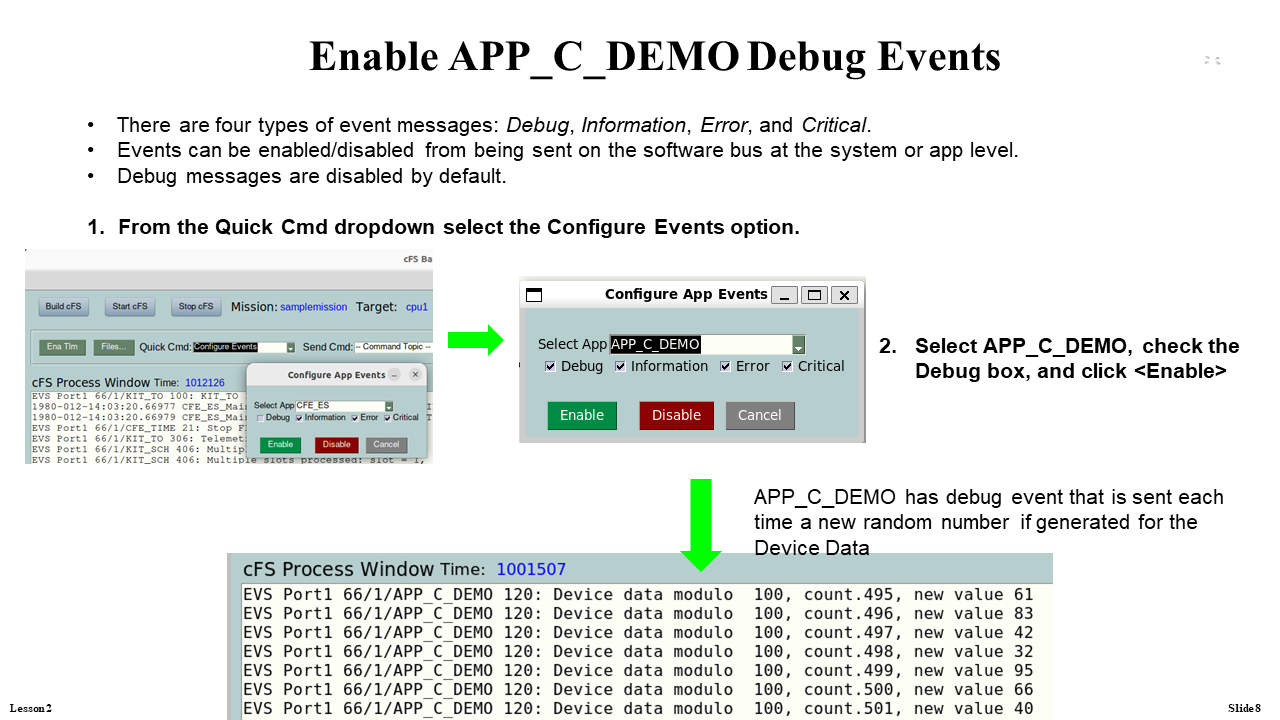 Enable APP_C_DEMO Debug Events
• There are four types of event messages: Debug, Information, Error, and Critical.
• Events can be enabled/disabled from being sent on the software bus at the system or app level.
• Debug messages are disabled by default.
1. From the Quick Cmd dropdown select the Configure Events option.
cFS Ba
Build cFS Start cFS Stop cFS Mission: samplemission Target: cpu1
Ena Tlm Files... Quick Cmd: Configure Events Send Cmd: -- Command Topic --
cFS Process Window Time: 1012126
EVS Port1 66/1/KIT_TO 100: KIT_TO
1980-012-14:03:20.66977 CFE_ES_Mai
1980-012-14:03:20.66979 CFE_ES_Mai
EVS Port1 66/1/CFE_TIME 21: Stop F
EVS Port1 66/1/KIT_TO 306: Telemet
EVS Port1 66/1/KIT_SCH 406: Multip
EVS Port1 66/1/KIT_SCH 406: Multiple slots processed: slot = 1,
Configure App Events
Select App CFE_ES
Debug Information Error Critical
Enable Disable Cancel
Configure App Events
Select App APP_C_DEMO
Debug Information Error Critical
Enable Disable Cancel
2. Select APP_C_DEMO, check the
Debug box, and click <Enable>
APP_C_DEMO has debug event that is sent each
time a new random number if generated for the
Device Data
cFS Process Window Time: 1001507
EVS Port1 66/1/APP_C_DEMO 120: Device data modulo 100, count.495, new value 61
EVS Port1 66/1/APP_C_DEMO 120: Device data modulo 100, count.496, new value 83
EVS Port1 66/1/APP_C_DEMO 120: Device data modulo 100, count.497, new value 42
EVS Port1 66/1/APP_C_DEMO 120: Device data modulo 100, count.498, new value 32
EVS Port1 66/1/APP_C_DEMO 120: Device data modulo 100, count.499, new value 95
EVS Port1 66/1/APP_C_DEMO 120: Device data modulo 100, count.500, new value 66
EVS Port1 66/1/APP_C_DEMO 120: Device data modulo 100, count.501, new value 40
Lesson 2
Slide 8